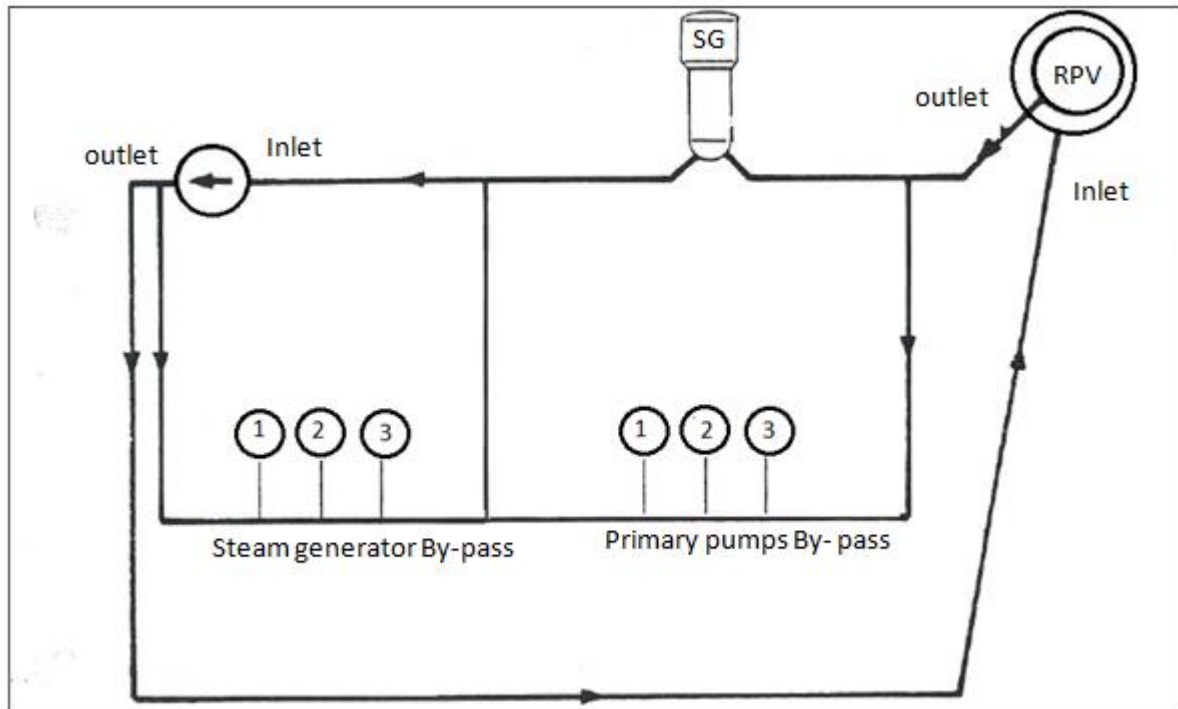 SG
RPV
outlet
Inlet
outlet
Inlet
1
2
3
1
2
3
Steam generator By-pass
Primary pumps By- pass